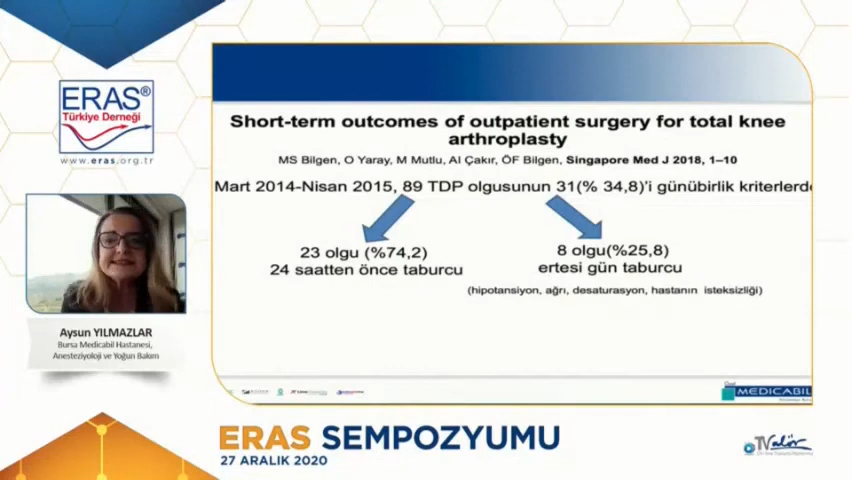 ERAS®
Türkiye Derneği
www.eras.org.tr
Short-term outcomes of outpatient surgery for total knee
arthroplasty
MS Bilgen, O Yaray, M Mutlu, AI Çakır, ÖF Bilgen, Singapore Med J 2018, 1–10
Mart 2014-Nisan 2015, 89 TDP olgusunun 31(% 34,8)'i günübirlik kriterlerde
23 olgu (%74,2)
24 saatten önce taburcu
8 olgu(%25,8)
ertesi gün taburcu
(hipotansiyon, ağrı, desaturasyon, hastanın isteksizliği)
Aysun YILMAZLAR
Bursa Medicabil Hastanesi,
Anesteziyoloji ve Yoğun Bakım
MEDICABIL
ERAS SEMPOZYUMU
27 ARALIK 2020
TValör